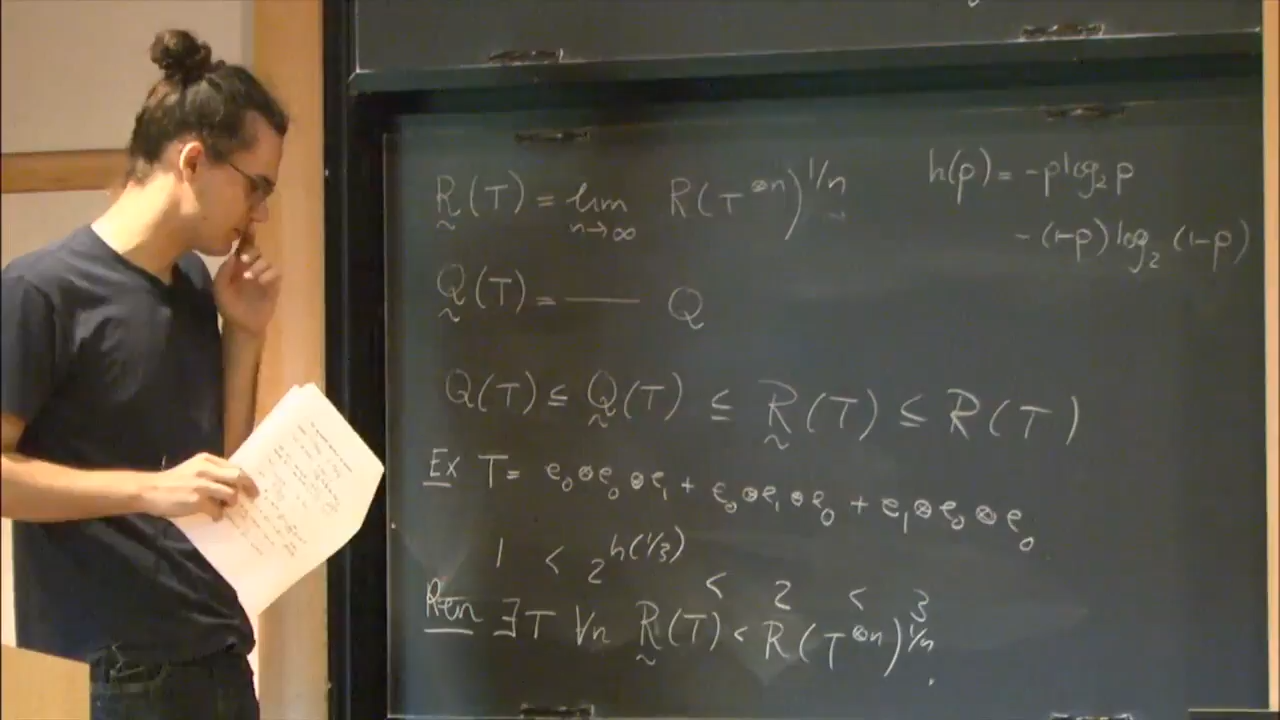 R̰(T) = lim_{n→∞} R(T^{⊗n})^{1/n}
h(p) = -p log₂ p
- (1-p) log₂ (1-p)
Q̰(T) = —— Q
Q(T) ≤ Q̰(T) ≤ R̰(T) ≤ R(T)
Ex T = e₀⊗e₀⊗e₁ + e₀⊗e₁⊗e₀ + e₁⊗e₀⊗e₀
1 < 2^{h(1/3)} < 2 < 3
Rem ∃T ∀n R̰(T) < R(T^{⊗n})^{1/n}.